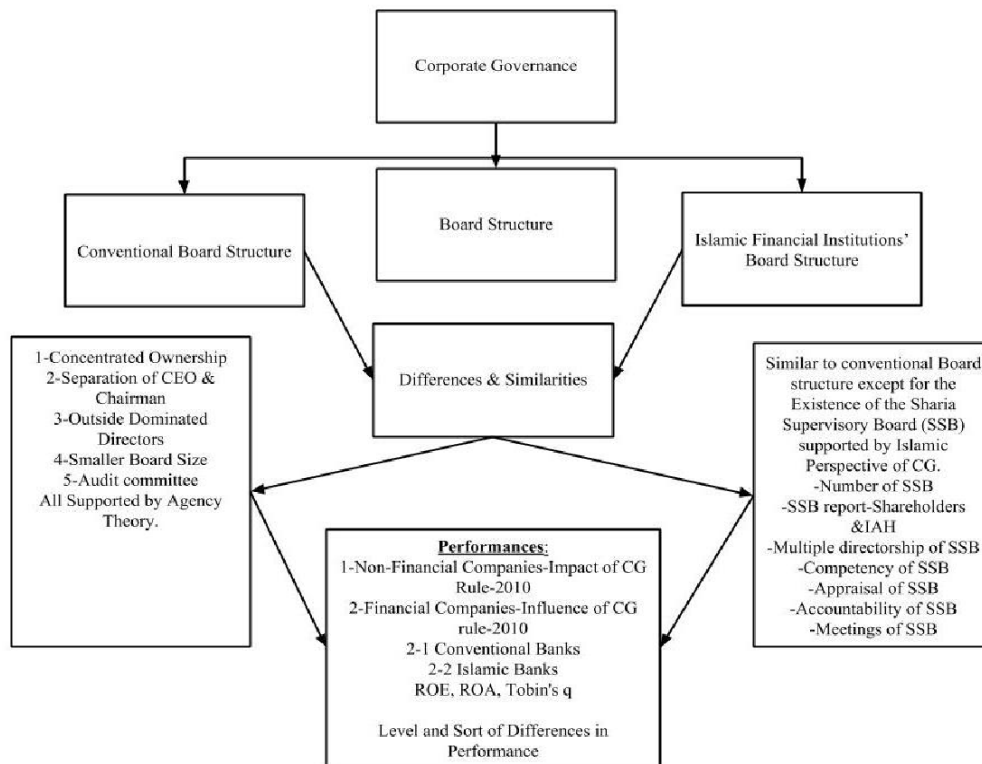 Corporate Governance
Conventional Board Structure
Board Structure
Islamic Financial Institutions'
Board Structure
1-Concentrated Ownership
2-Separation of CEO &
Chairman
3-Outside Dominated
Directors
4-Smaller Board Size
5-Audit committee
All Supported by Agency
Theory.
Differences & Similarities
Similar to conventional Board
structure except for the
Existence of the Sharia
Supervisory Board (SSB)
supported by Islamic
Perspective of CG.
-Number of SSB
-SSB report-Shareholders
&IAH
-Multiple directorship of SSB
-Competency of SSB
-Appraisal of SSB
-Accountability of SSB
-Meetings of SSB
Performances:
1-Non-Financial Companies-Impact of CG
Rule-2010
2-Financial Companies-Influence of CG
rule-2010
2-1 Conventional Banks
2-2 Islamic Banks
ROE, ROA, Tobin's q
Level and Sort of Differences in
Performance